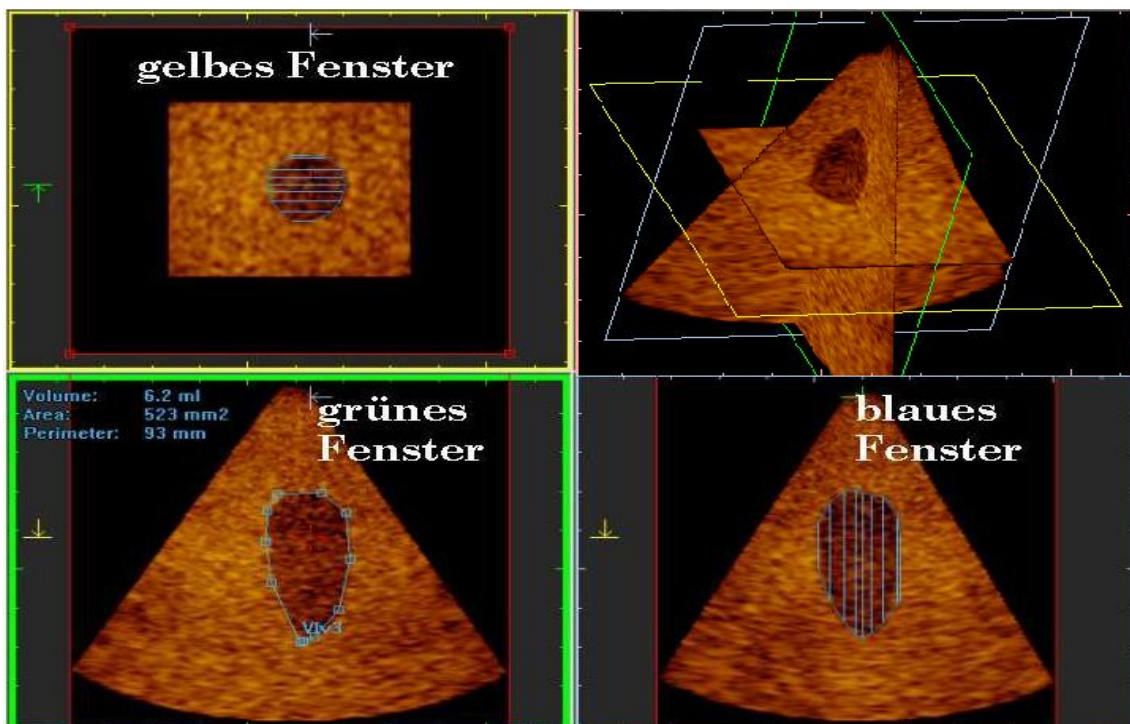 gelbes Fenster
Volume: 6.2 ml
Area: 523 mm2
Perimeter: 93 mm
grünes
Fenster
blaues
Fenster